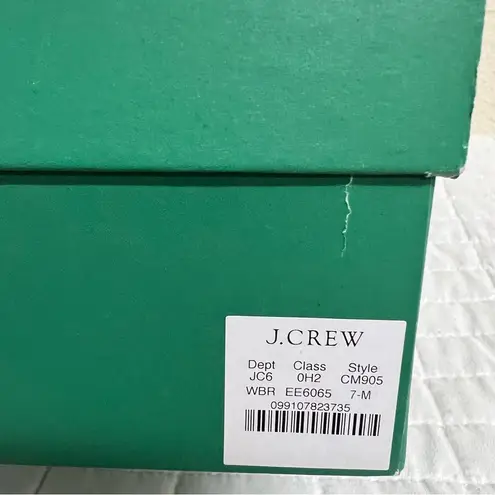 J.CREW
Dept Class Style
JC6 0H2 CM905
WBR EE6065 7-M
099107823735